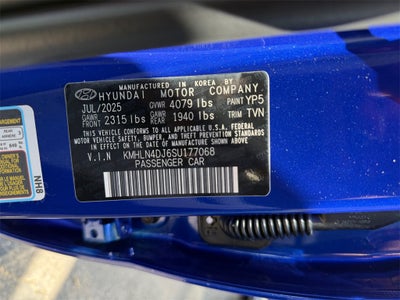 MANUFACTURED IN KOREA BY
HYUNDAI MOTOR COMPANY
JUL/2025 GVWR 4079 lbs PAINT YP5
GAWR FRONT 2315 lbs GAWR REAR 1940 lbs TRIM TVN
THIS VEHICLE CONFORMS TO ALL APPLICABLE U.S. FEDERAL
MOTOR VEHICLE SAFETY, BUMPER, AND THEFT PREVENTION STANDARDS
IN EFFECT ON THE DATE OF MANUFACTURE SHOWN ABOVE.
V.I.N KMHLN4DJ6SU177068
PASSENGER CAR
NH8